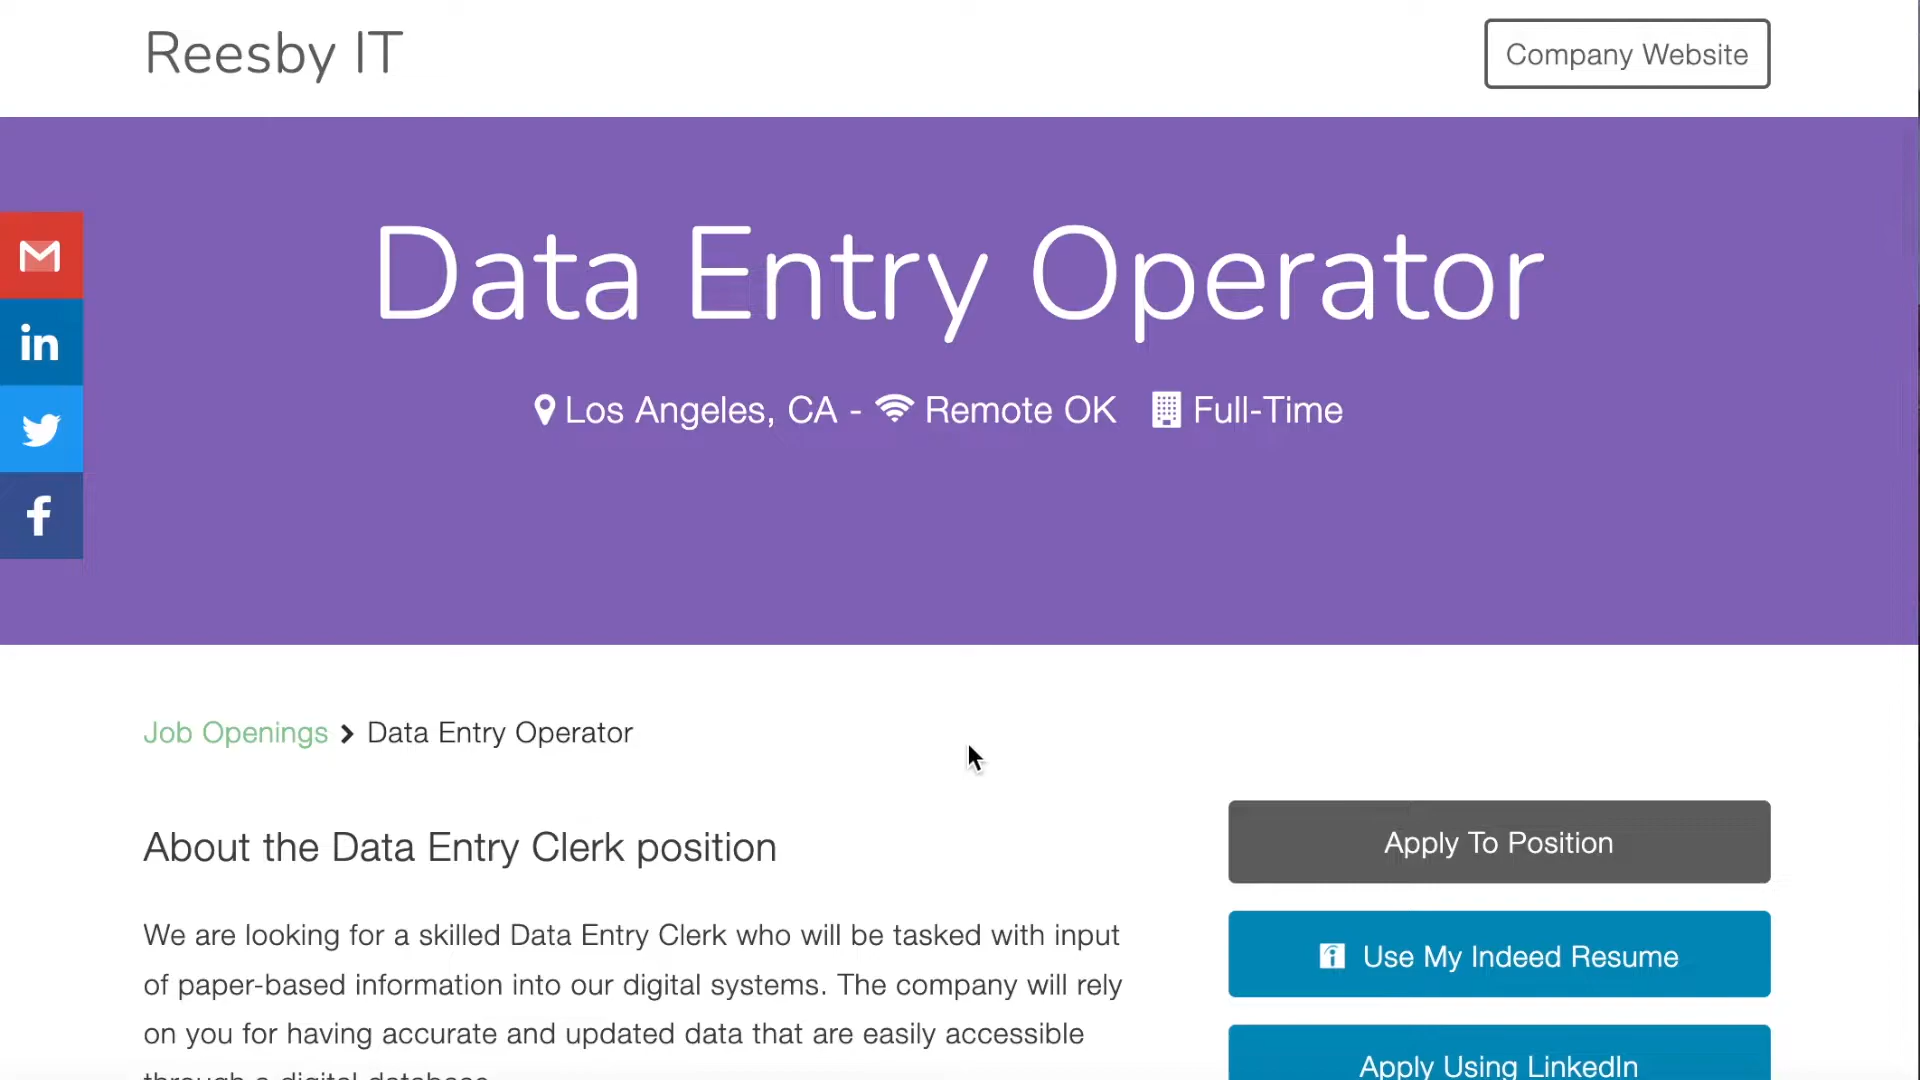 Reesby IT
Company Website
Data Entry Operator
Los Angeles, CA - Remote OK Full-Time
Job Openings Data Entry Operator
About the Data Entry Clerk position
We are looking for a skilled Data Entry Clerk who will be tasked with input
of paper-based information into our digital systems. The company will rely
on you for having accurate and updated data that are easily accessible
through a digital database
Apply To Position
Use My Indeed Resume
Apply Using LinkedIn